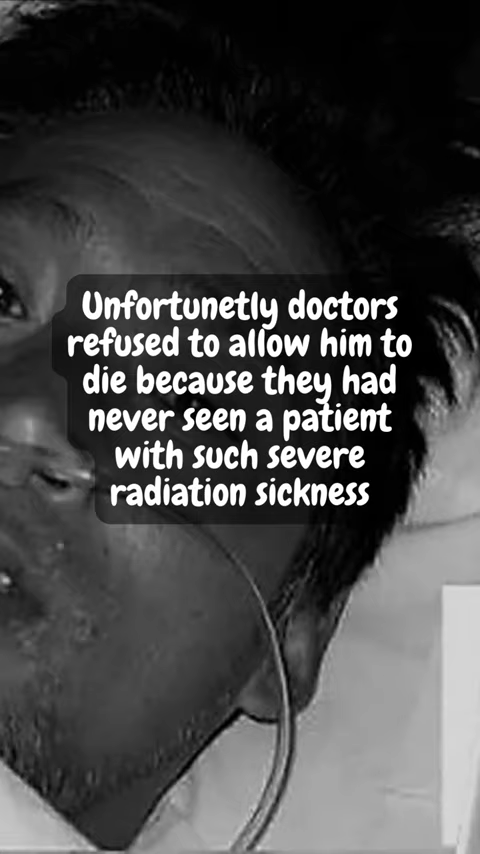 Unfortunetly doctors
refused to allow him to
die because they had
never seen a patient
with such severe
radiation sickness